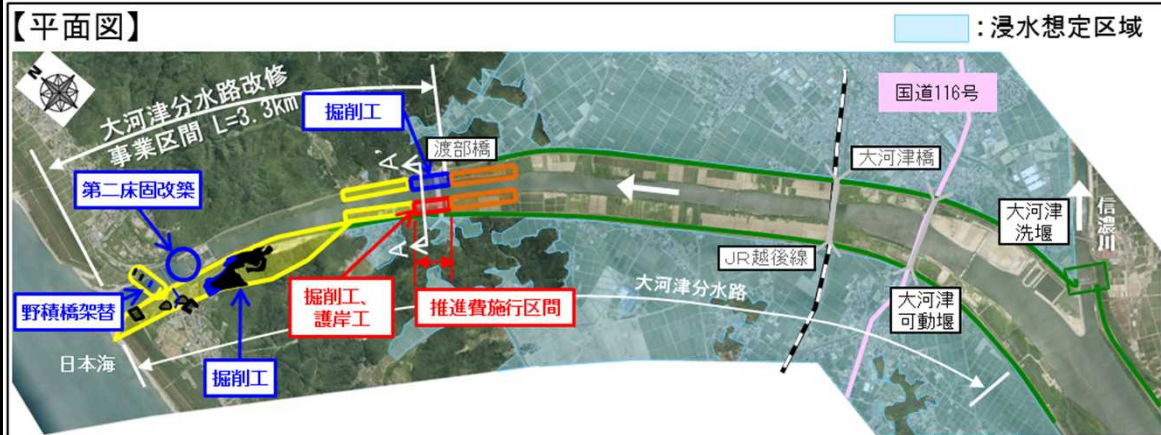 【平面図】
:浸水想定区域
N
大河津分水路改修
事業区間 L=3.3km
掘削工
A'
渡部橋
国道116号
大河津橋
第二床固改築
大河津
洗堰
信濃川
A
JR越後線
野積橋架替
掘削工、
護岸工
推進費施行区間
大河津分水路
大河津
可動堰
日本海
掘削工